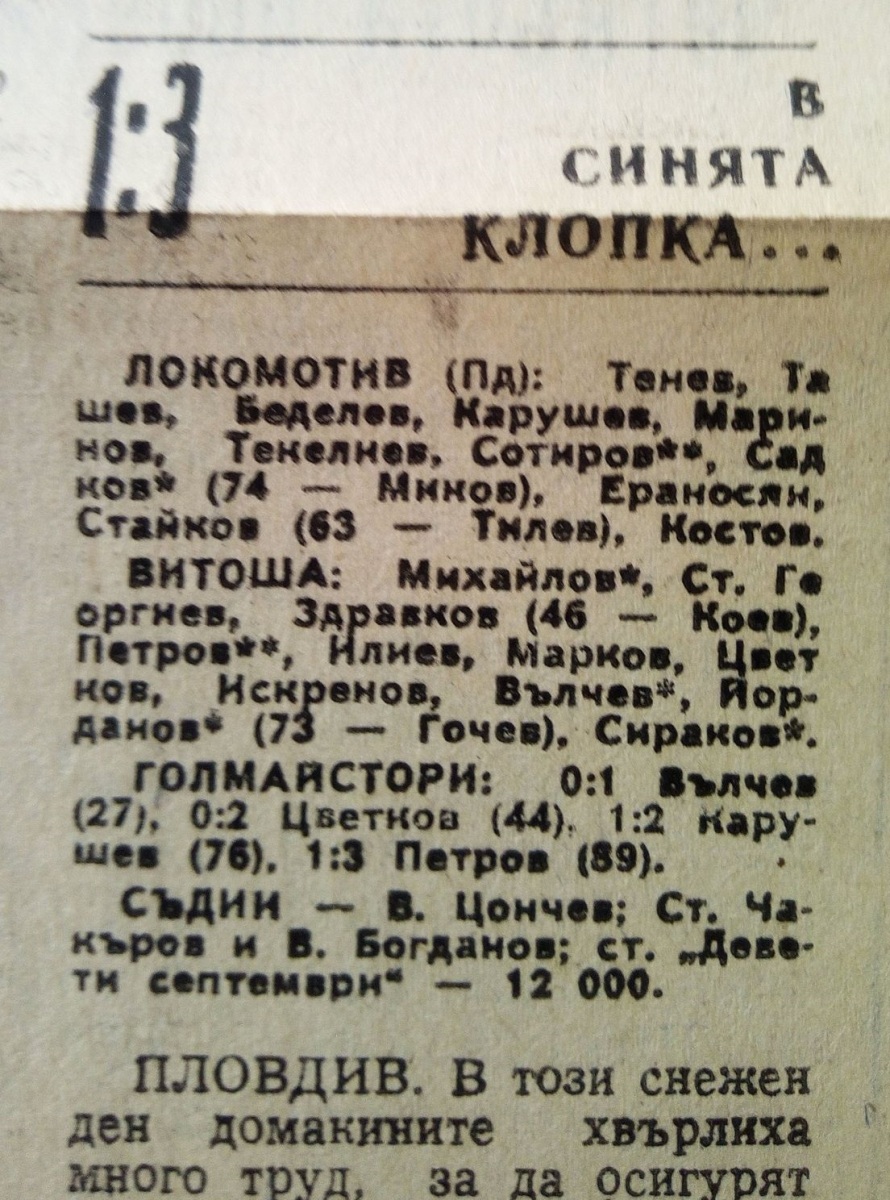 1:3
В
СИНЯТА
КЛОПКА...
ЛОКОМОТИВ (Пд): Тенев, Та
шев, Беделев, Карушев, Мари-
нов, Текелиев, Сотиров**, Сад
ков* (74 — Минов), Ераносян,
Стайков (63 — Тилев), Костов.
ВИТОША: Михайлов*, Ст. Ге
оргиев, Здравков (46 — Коев),
Петров**, Илиев, Марков, Цвет
ков, Искренов, Вълчев*, Йор-
данов* (73 — Гочев), Сираков*.
ГОЛМАЙСТОРИ: 0:1 Вълчев
(27), 0:2 Цветков (44), 1:2 Кару-
шев (76), 1:3 Петров (89).
СЪДИИ — В. Цончев; Ст. Ча-
къров и В. Богданов; ст. „Деве-
ти септември“ — 12 000.
ПЛОВДИВ. В този снежен
ден домакините хвърлиха
много труд, за да осигурят